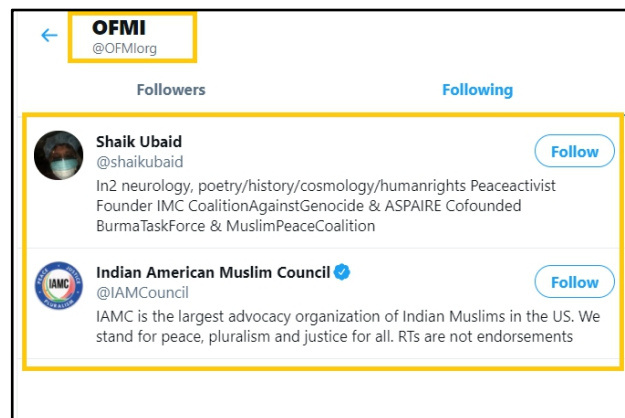 OFMI
@OFMIorg
Followers Following
Shaik Ubaid
@shaikubaid
Follow
In2 neurology, poetry/history/cosmology/humanrights Peaceactivist
Founder IMC CoalitionAgainstGenocide & ASPAIRE Cofounded
BurmaTaskForce & MuslimPeaceCoalition
IAMC
Indian American Muslim Council
@IAMCouncil
Follow
IAMC is the largest advocacy organization of Indian Muslims in the US. We
stand for peace, pluralism and justice for all. RTs are not endorsements